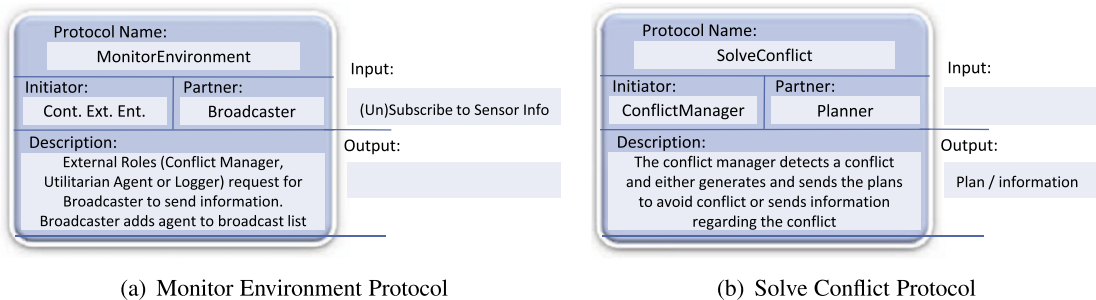 Protocol Name:
MonitorEnvironment
Initiator:
Partner:
Cont. Ext. Ent.
Broadcaster
Description:
External Roles (Conflict Manager,
Utilitarian Agent or Logger) request for
Broadcaster to send information.
Broadcaster adds agent to broadcast list
Input:
(Un)Subscribe to Sensor Info
Output:
(a) Monitor Environment Protocol
Protocol Name:
SolveConflict
Initiator:
Partner:
ConflictManager
Planner
Description:
The conflict manager detects a conflict
and either generates and sends the plans
to avoid conflict or sends information
regarding the conflict
Input:
Output:
Plan / information
(b) Solve Conflict Protocol